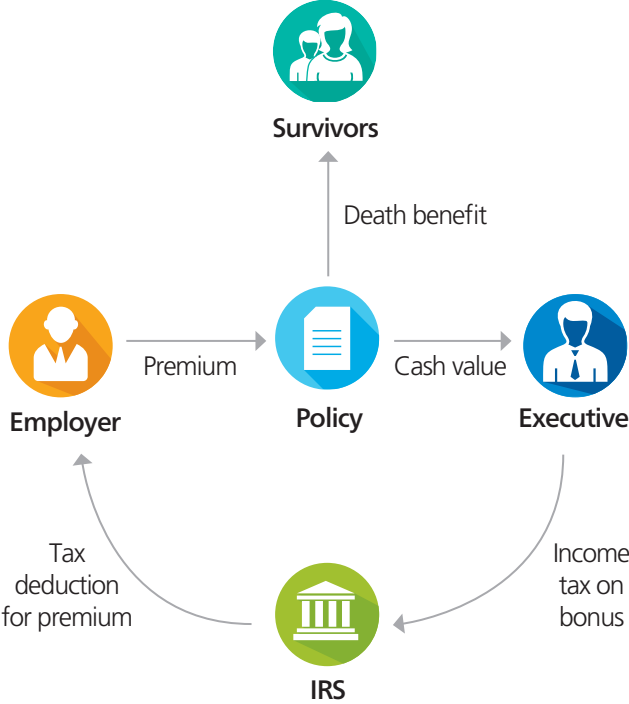 Survivors
Death benefit
Premium
Cash value
Employer
Policy
Executive
Tax
deduction
for premium
Income
tax on
bonus
IRS